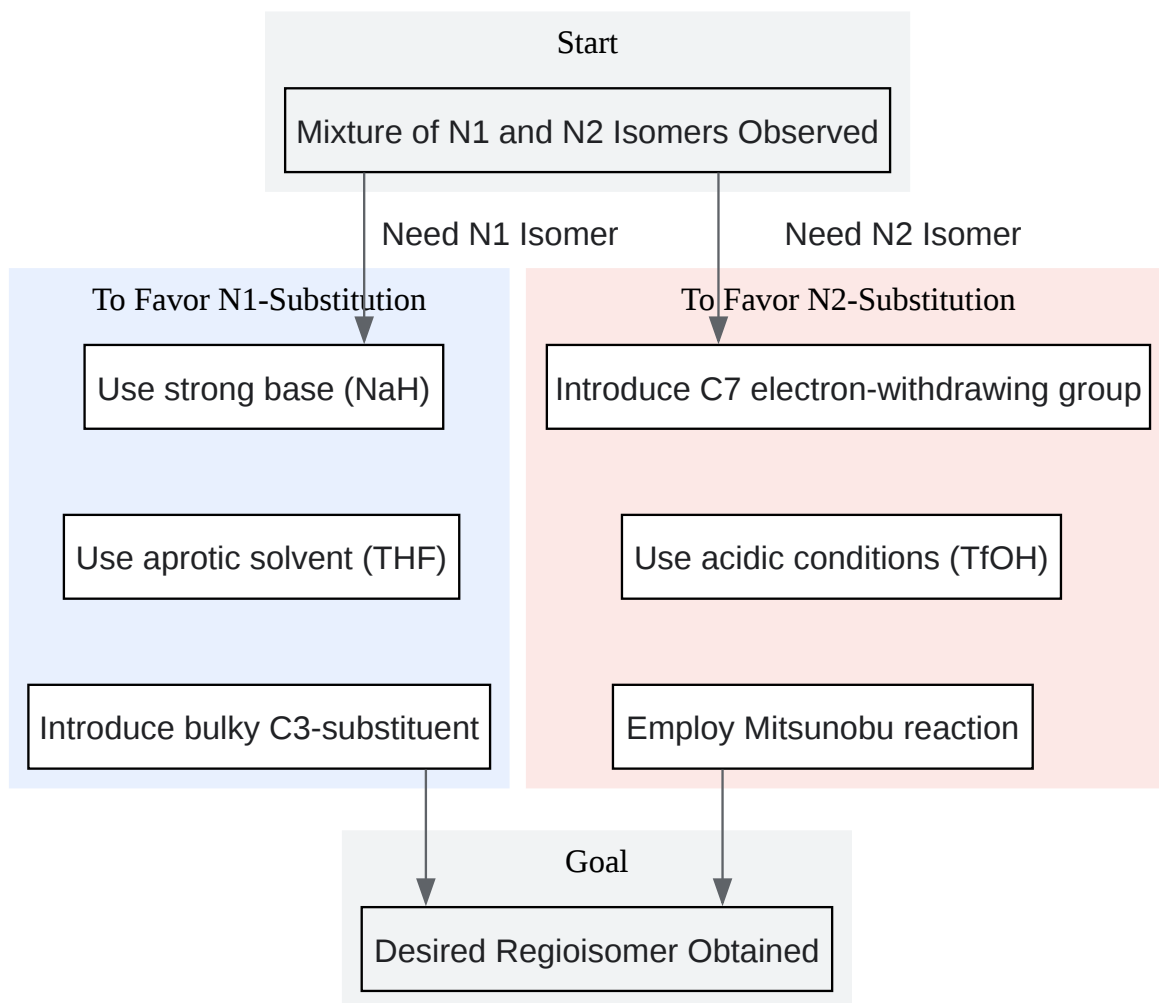 Start
Mixture of N1 and N2 Isomers Observed
Need N1 Isomer
Need N2 Isomer
To Favor N1-Substitution
Use strong base (NaH)
Use aprotic solvent (THF)
Introduce bulky C3-substituent
To Favor N2-Substitution
Introduce C7 electron-withdrawing group
Use acidic conditions (TfOH)
Employ Mitsunobu reaction
Goal
Desired Regioisomer Obtained